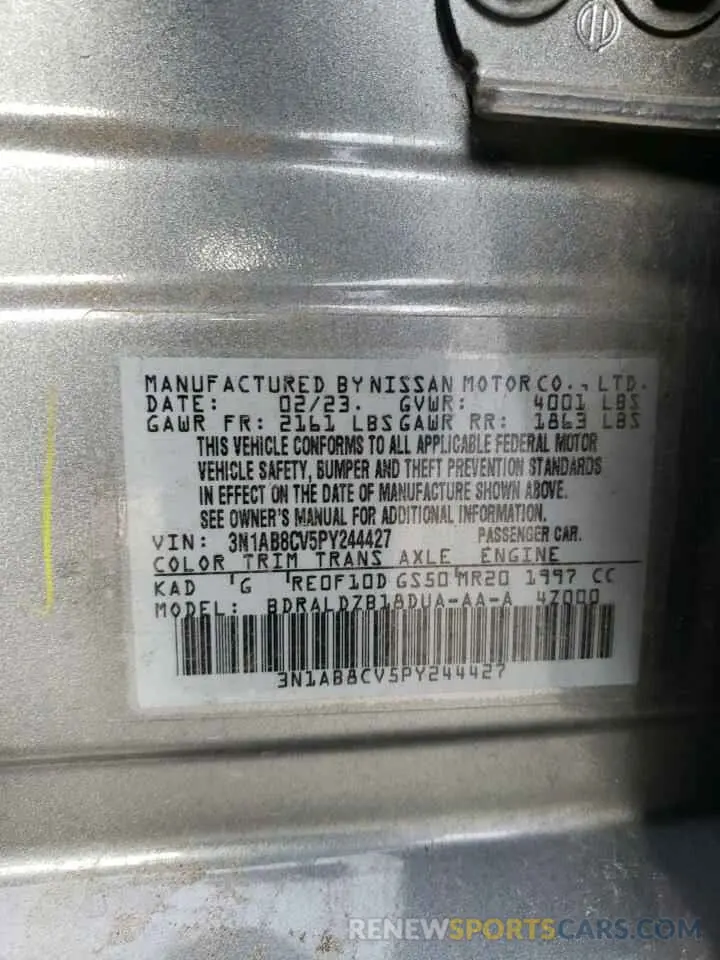 MANUFACTURED BY NISSAN MOTOR CO., LTD.
DATE: 02/23. GVWR: 4001 LBS
GAWR FR: 2161 LBS GAWR RR: 1863 LBS
THIS VEHICLE CONFORMS TO ALL APPLICABLE FEDERAL MOTOR
VEHICLE SAFETY, BUMPER AND THEFT PREVENTION STANDARDS
IN EFFECT ON THE DATE OF MANUFACTURE SHOWN ABOVE.
SEE OWNER'S MANUAL FOR ADDITIONAL INFORMATION.
VIN: 3N1AB8CV5PY244427 PASSENGER CAR.
COLOR TRIM TRANS AXLE ENGINE
KAD G RE0F10D GS50 MR20 1997 CC
MODEL: BDRALDZB18DUA-AA-A 4Z000
3N1AB8CV5PY244427
RENEWSPORTSCARS.COM